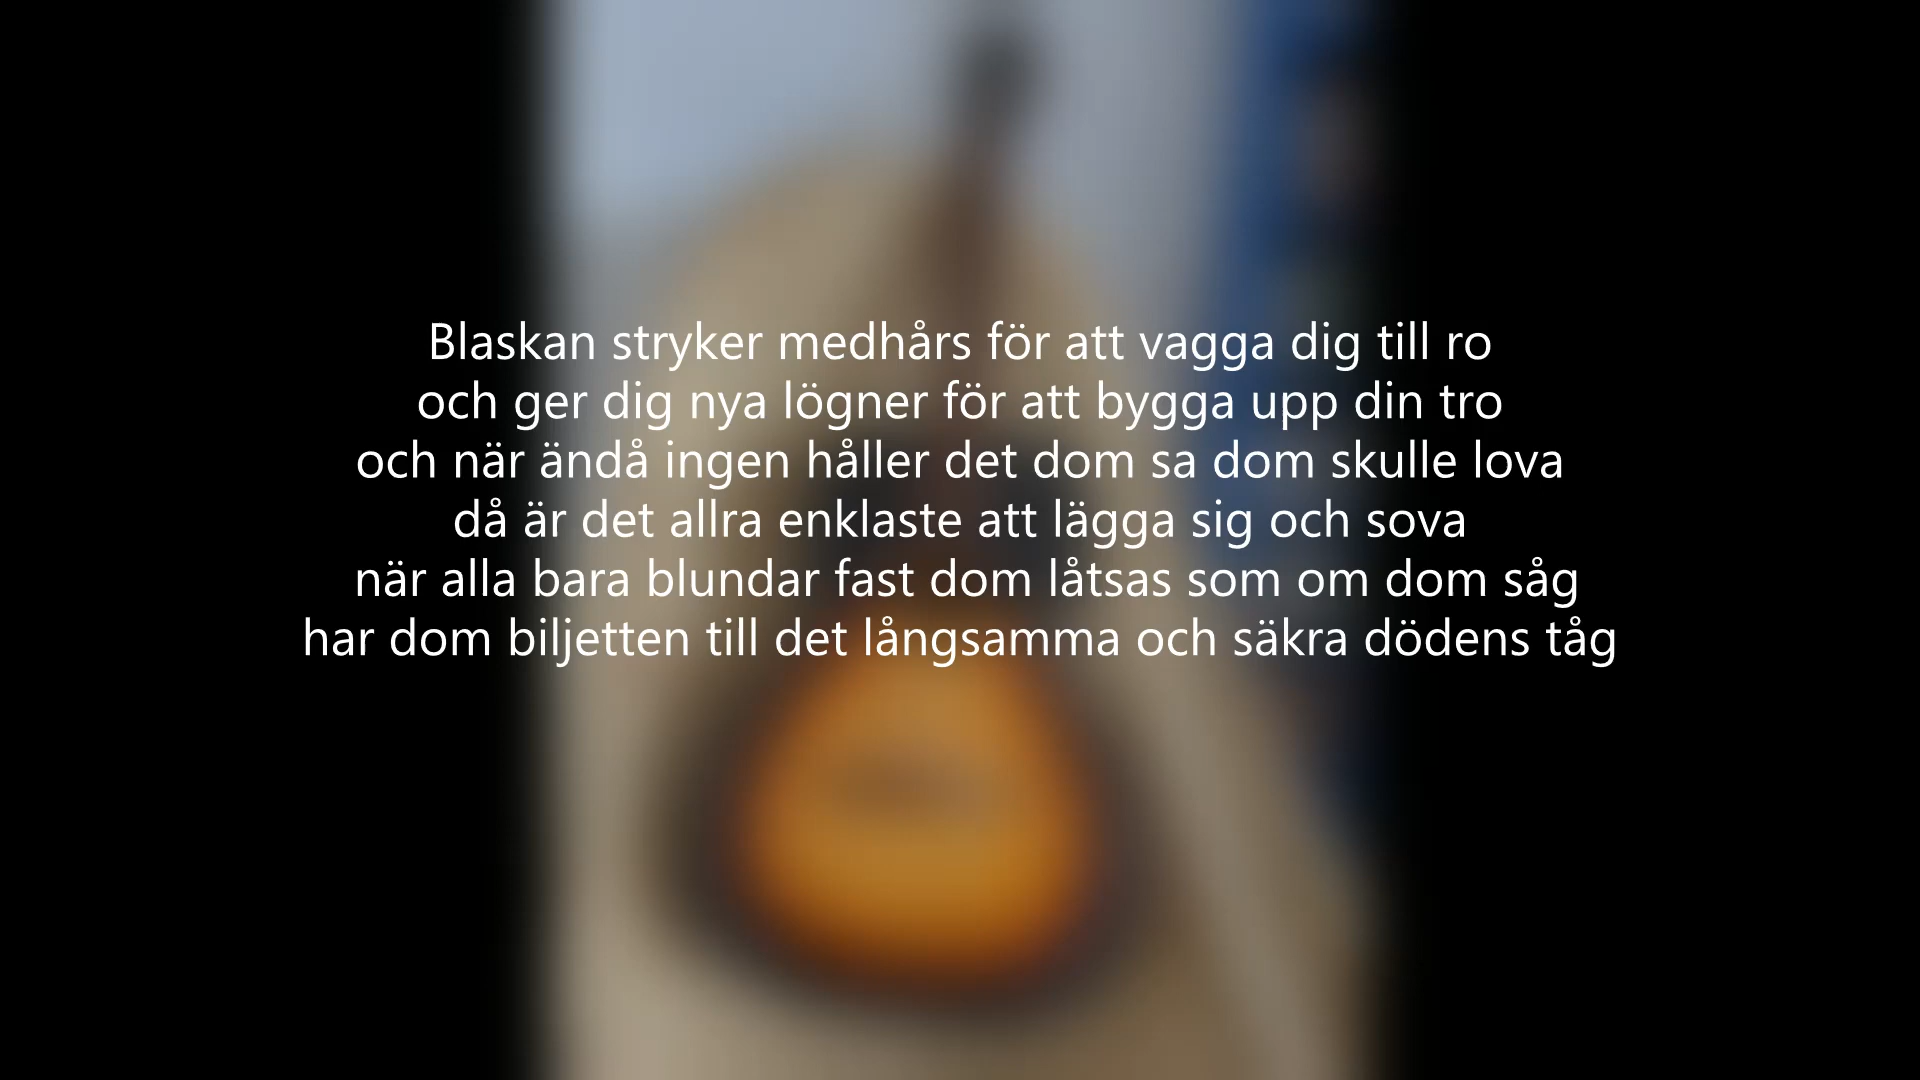 Blaskan stryker medhårs för att vagga dig till ro
och ger dig nya lögner för att bygga upp din tro
och när ändå ingen håller det dom sa dom skulle lova
då är det allra enklaste att lägga sig och sova
när alla bara blundar fast dom låtsas som om dom såg
har dom biljetten till det långsamma och säkra dödens tåg